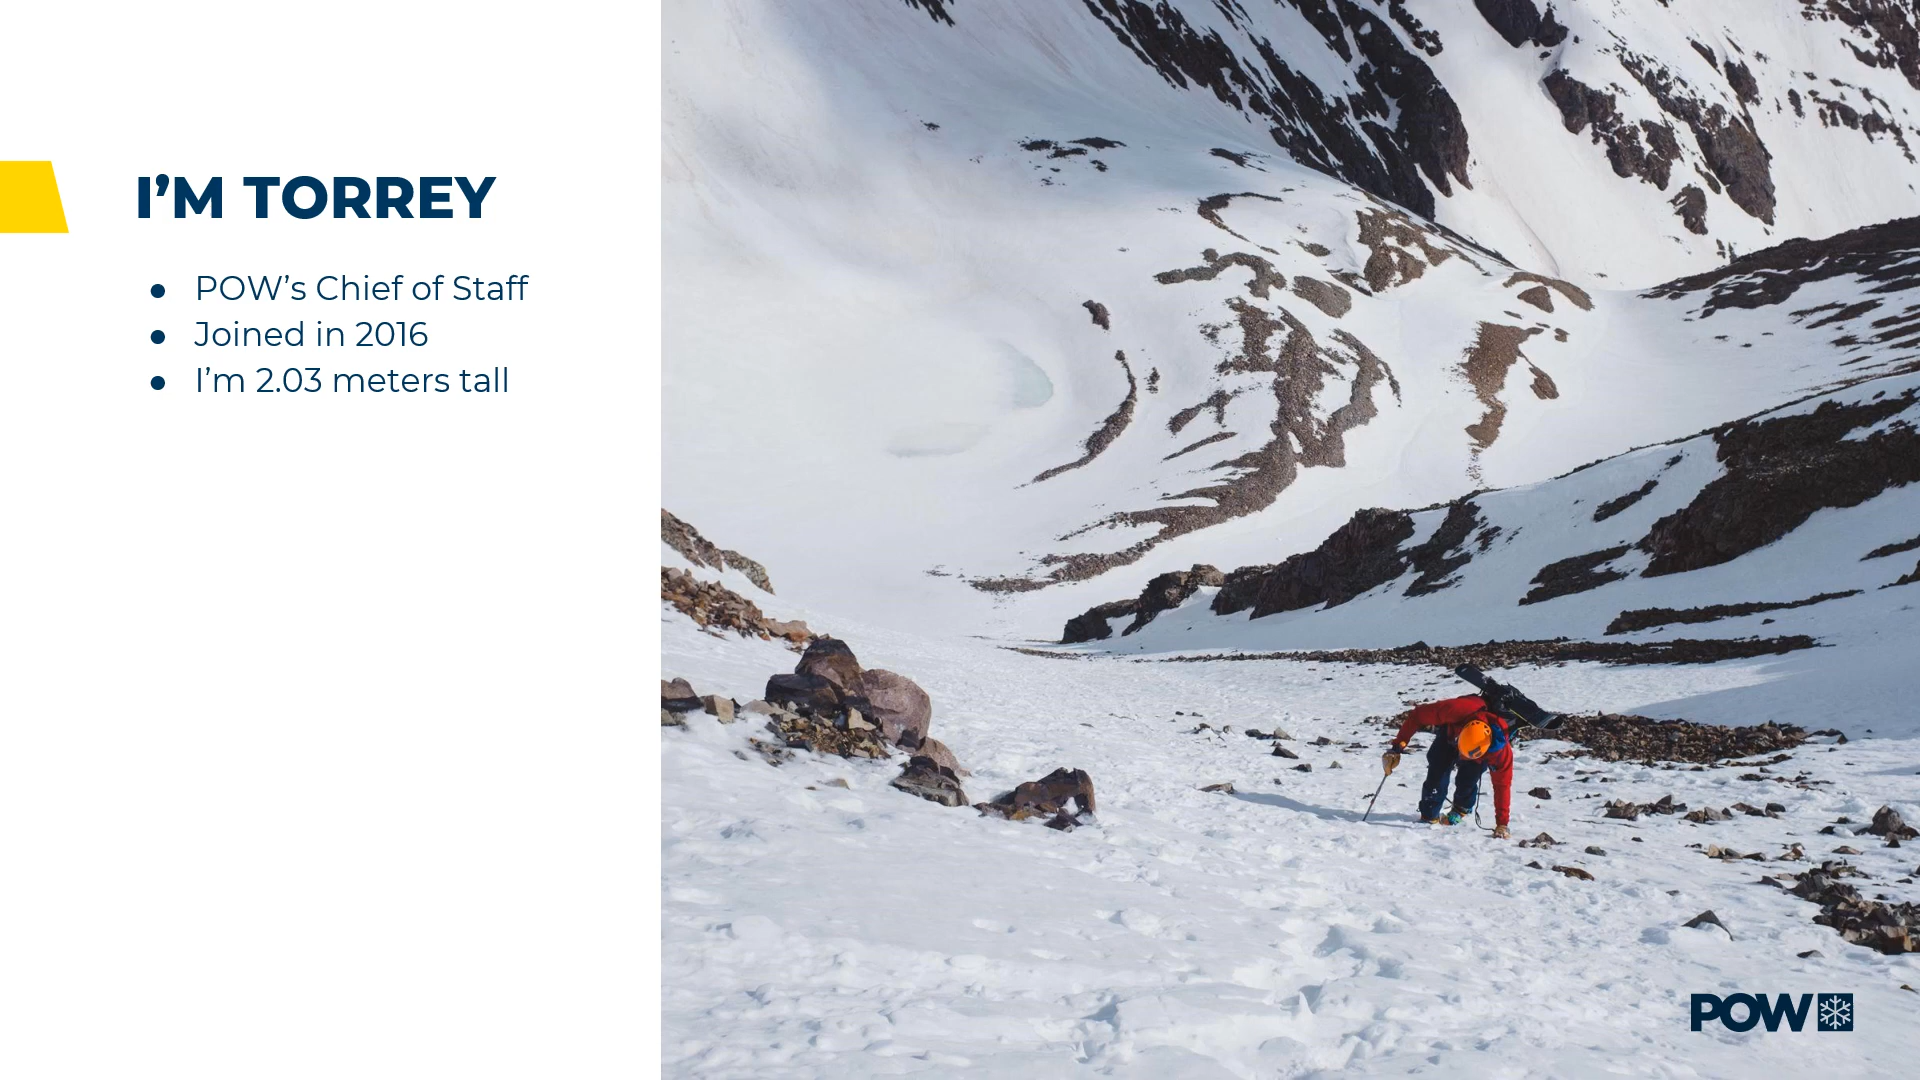 I’M TORREY
● POW’s Chief of Staff
● Joined in 2016
● I’m 2.03 meters tall
POW